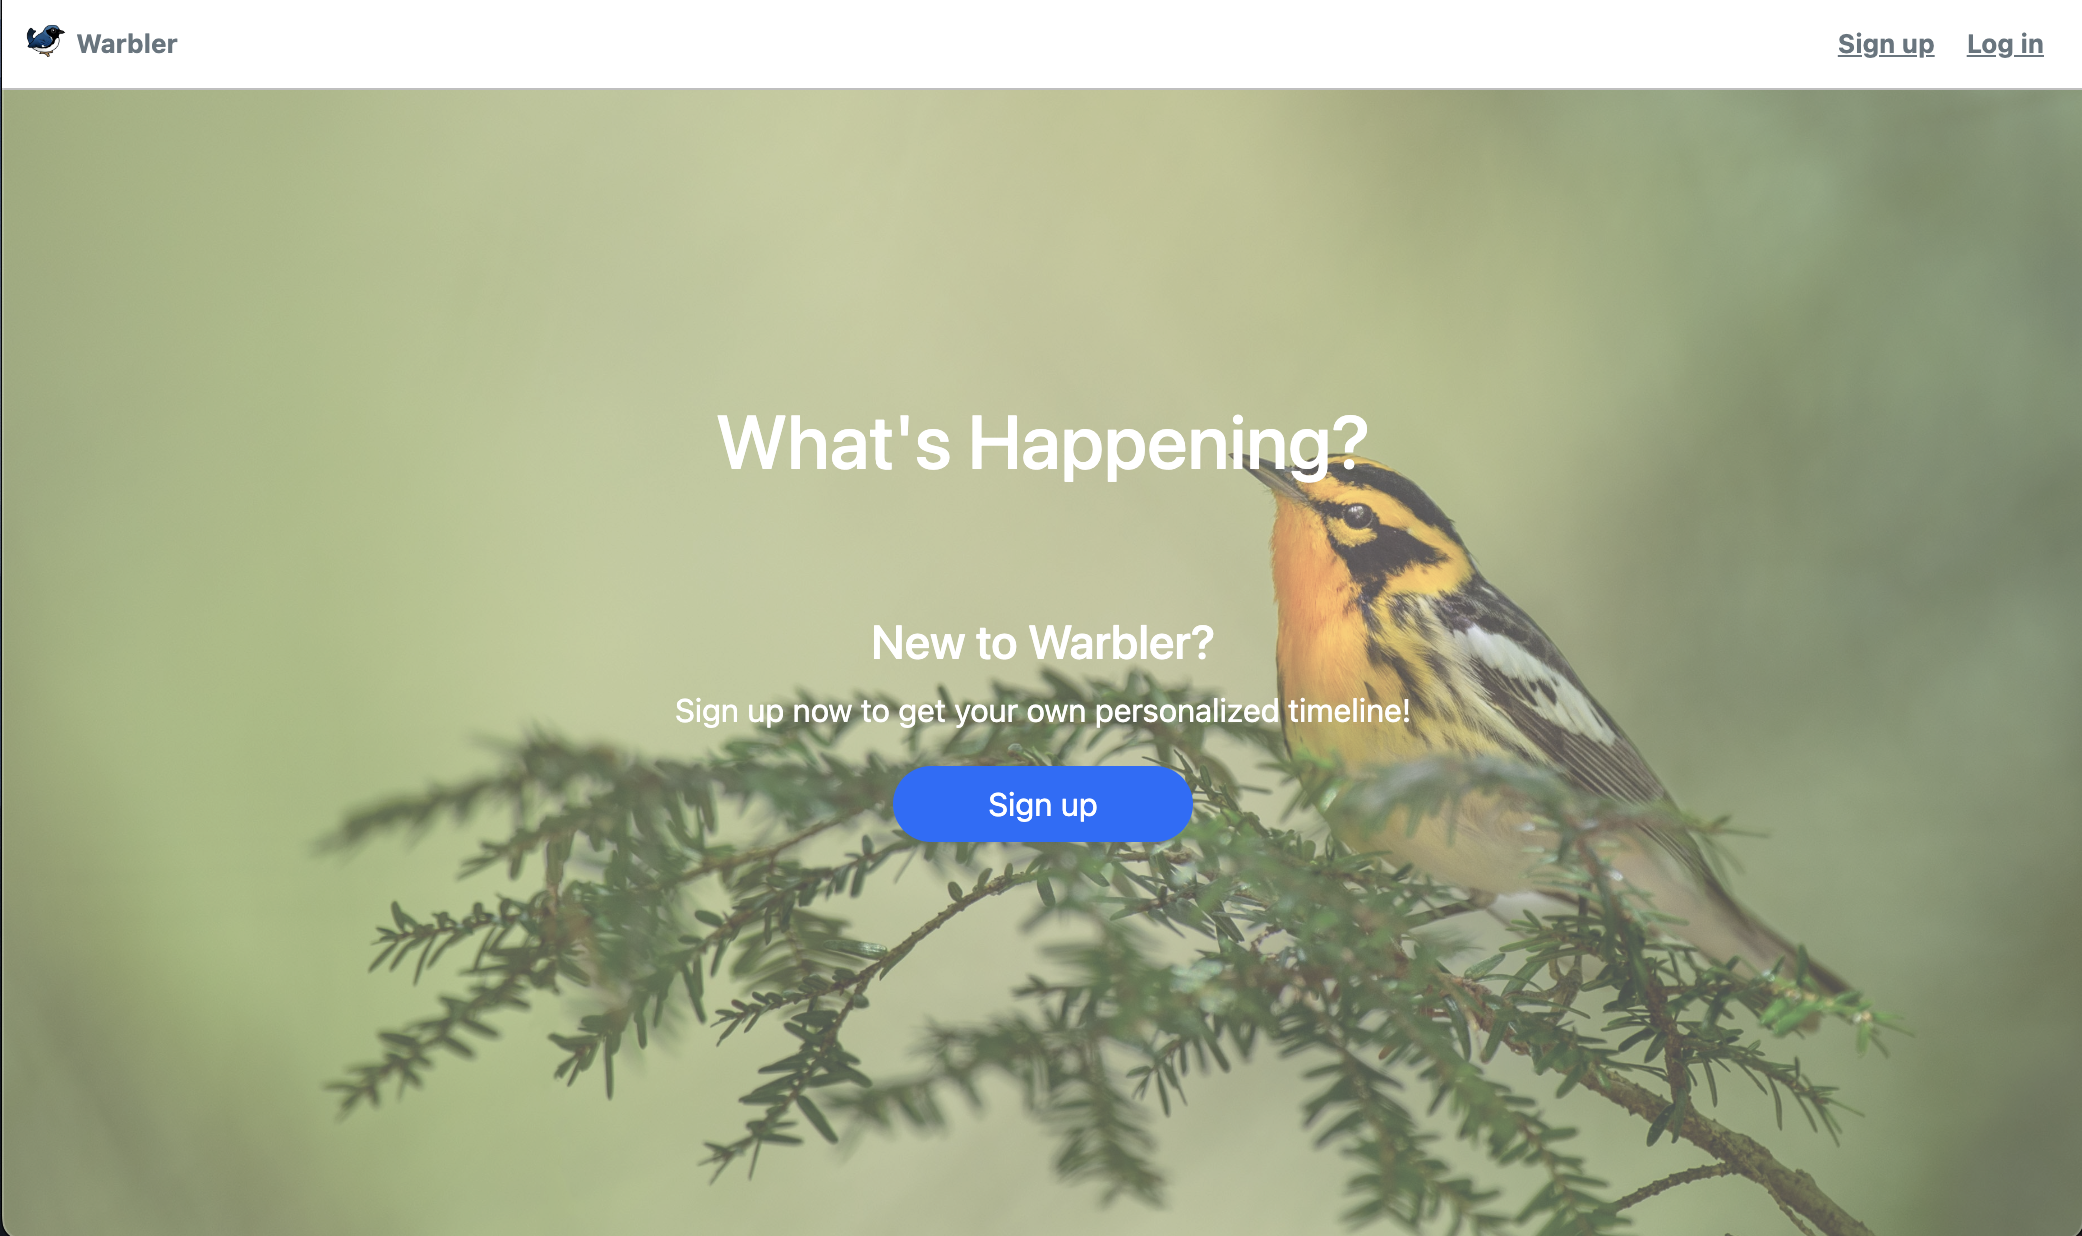 Warbler
Sign up
Log in
What's Happening?
New to Warbler?
Sign up now to get your own personalized timeline!
Sign up